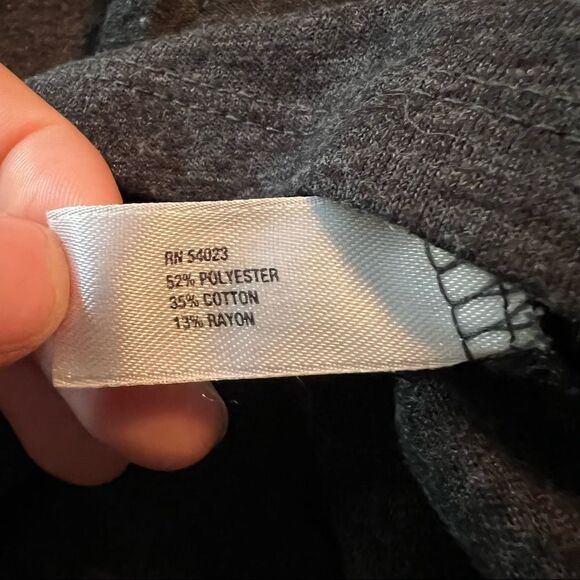 RN 54023
52% POLYESTER
35% COTTON
13% RAYON